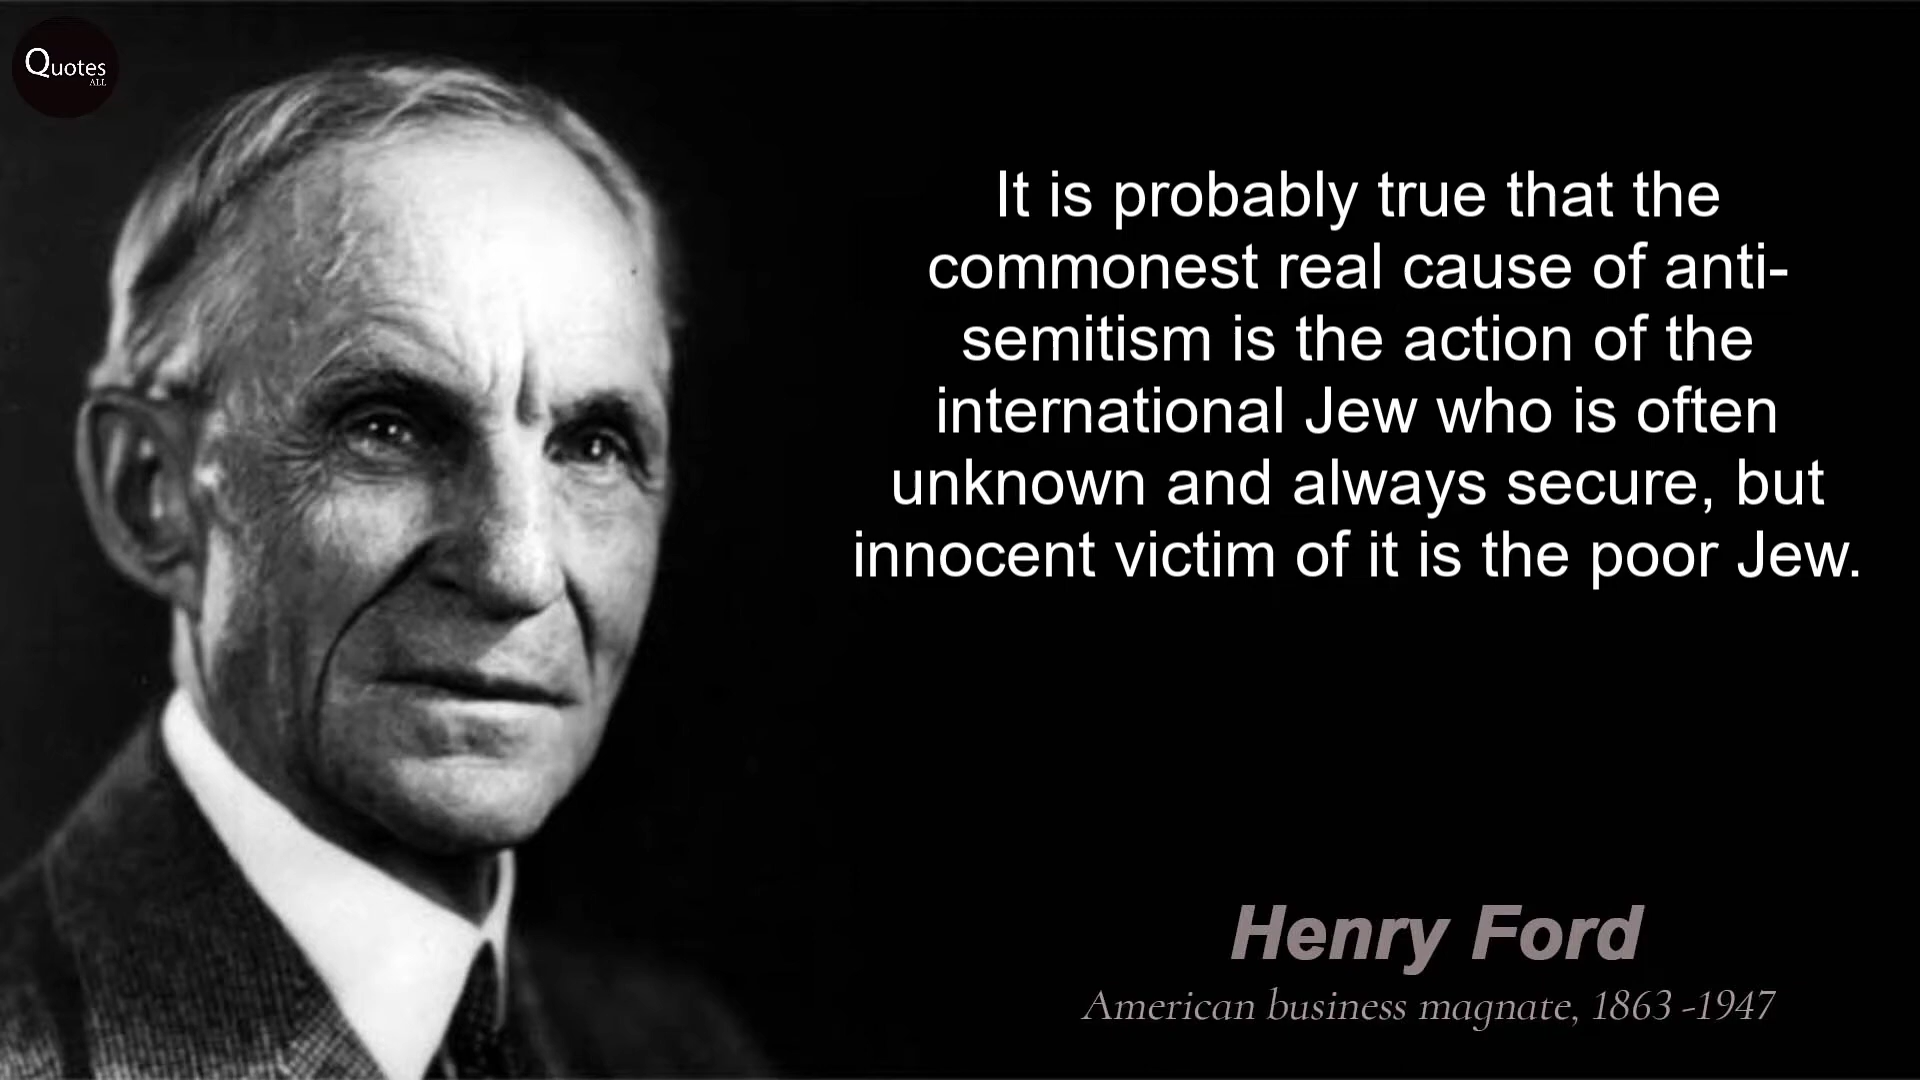 Quotes
ALL
It is probably true that the
commonest real cause of anti-
semitism is the action of the
international Jew who is often
unknown and always secure, but
innocent victim of it is the poor Jew.
Henry Ford
American business magnate, 1863 -1947